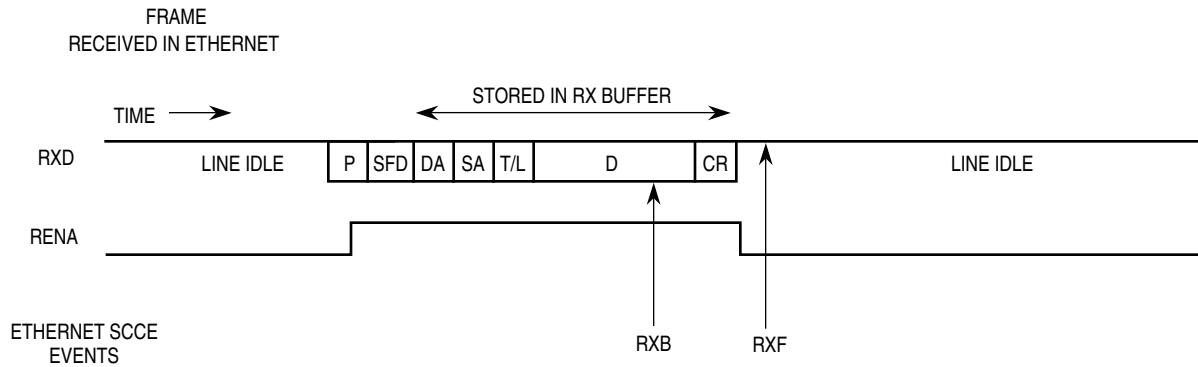 FRAME
RECEIVED IN ETHERNET
STORED IN RX BUFFER
TIME
RXD
LINE IDLE P SFD DA SA T/L D CR LINE IDLE
RENA
ETHERNET SCCE
EVENTS
RXB RXF